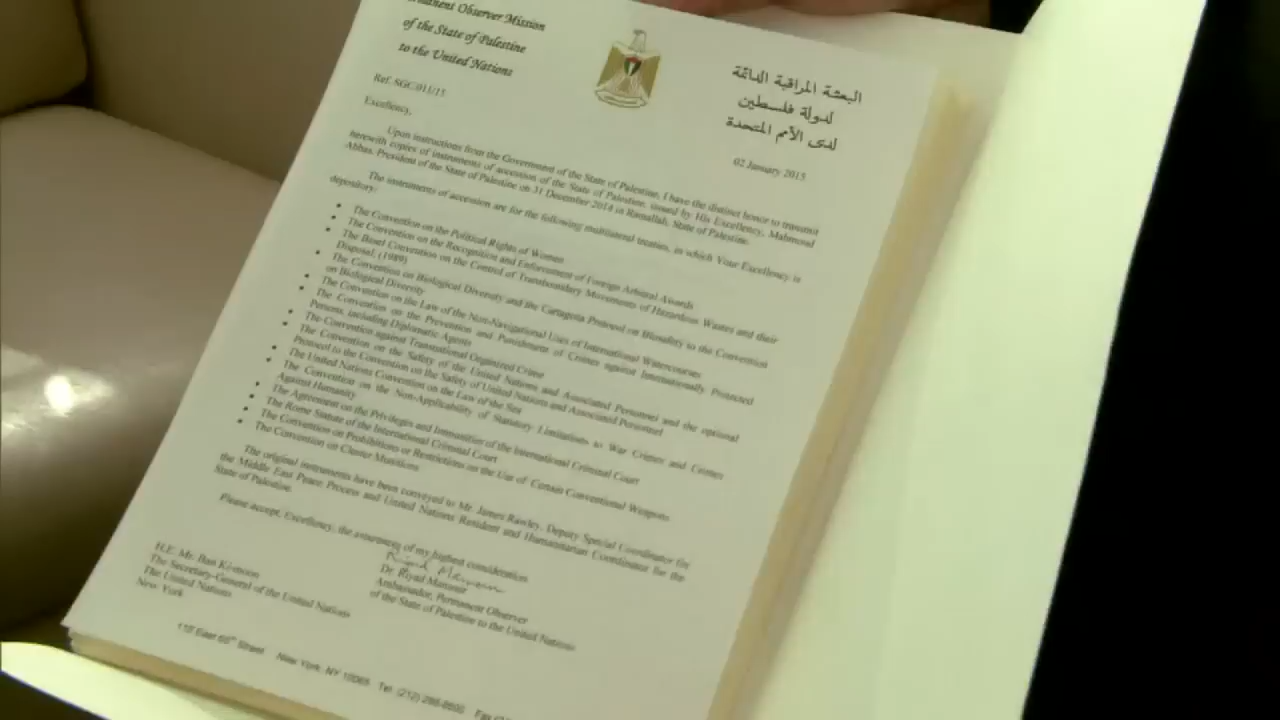 Observer Mission
of the State of Palestine
to the United Nations
البعثة المراقبة الدائمة
لدولة فلسطين
لدى الأمم المتحدة
Ref. SGC/011/15
02 January 2015
Excellency,
Upon instructions from the Government of the State of Palestine, I have the distinct honor to transmit
herewith copies of instruments of accession of the State of Palestine, issued by His Excellency, Mahmoud
Abbas, President of the State of Palestine on 31 December 2014 in Ramallah, State of Palestine.
The instruments of accession are for the following multilateral treaties, in which Your Excellency is
depository:
• The Convention on the Political Rights of Women
• The Convention on the Recognition and Enforcement of Foreign Arbitral Awards
• The Basel Convention on the Control of Transboundary Movements of Hazardous Wastes and their
Disposal, (1989)
• The Convention on Biological Diversity and the Cartagena Protocol on Biosafety to the Convention
on Biological Diversity
• The Convention on the Law of the Non-Navigational Uses of International Watercourses
• The Convention on the Prevention and Punishment of Crimes against Internationally Protected
Persons, including Diplomatic Agents
• The Convention against Transnational Organized Crime
• The Convention on the Safety of the United Nations and Associated Personnel and the optional
Protocol to the Convention on the Safety of United Nations and Associated Personnel
• The United Nations Convention on the Law of the Sea
• The Convention on the Non-Applicability of Statutory Limitations to War Crimes and Crimes
Against Humanity
• The Agreement on the Privileges and Immunities of the International Criminal Court
• The Rome Statute of the International Criminal Court
• The Convention on Prohibitions or Restrictions on the Use of Certain Conventional Weapons
• The Convention on Cluster Munitions
The original instruments have been conveyed to Mr. James Rawley, Deputy Special Coordinator for
the Middle East Peace Process and United Nations Resident and Humanitarian Coordinator for the
State of Palestine.
Please accept, Excellency, the assurances of my highest consideration
Dr. Riyad Mansour
Ambassador, Permanent Observer
of the State of Palestine to the United Nations
H.E. Mr. Ban Ki-moon
The Secretary-General of the United Nations
The United Nations
New York
East 65th Street New York, NY 10065 Tel: (212) 288-8500 Fax